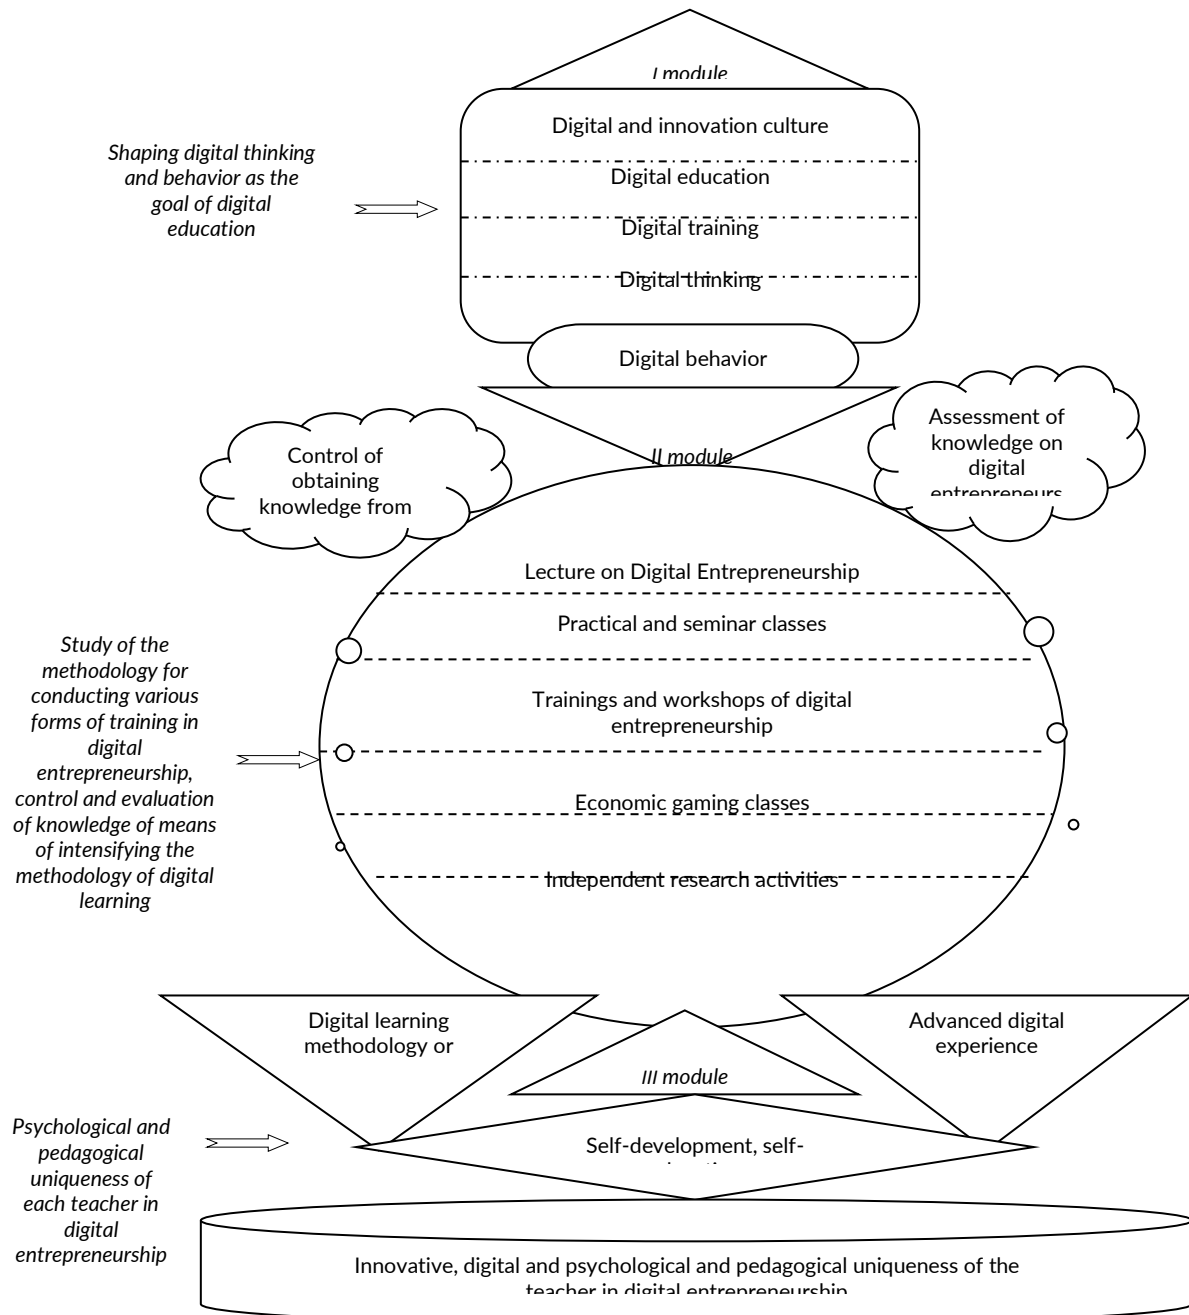 I module
Digital and innovation culture
Shaping digital thinking
and behavior as the
goal of digital
education
Digital education
Digital training
Digital thinking
Digital behavior
II module
Control of
obtaining
knowledge from
Assessment of
knowledge on
digital
entrepreneurs
Lecture on Digital Entrepreneurship
Practical and seminar classes
Trainings and workshops of digital
entrepreneurship
Economic gaming classes
Independent research activities
Study of the
methodology for
conducting various
forms of training in
digital
entrepreneurship,
control and evaluation
of knowledge of means
of intensifying the
methodology of digital
learning
Digital learning
methodology or
Advanced digital
experience
III module
Self-development, self-
Psychological and
pedagogical
uniqueness of
each teacher in
digital
entrepreneurship
Innovative, digital and psychological and pedagogical uniqueness of the
teacher in digital entrepreneurship